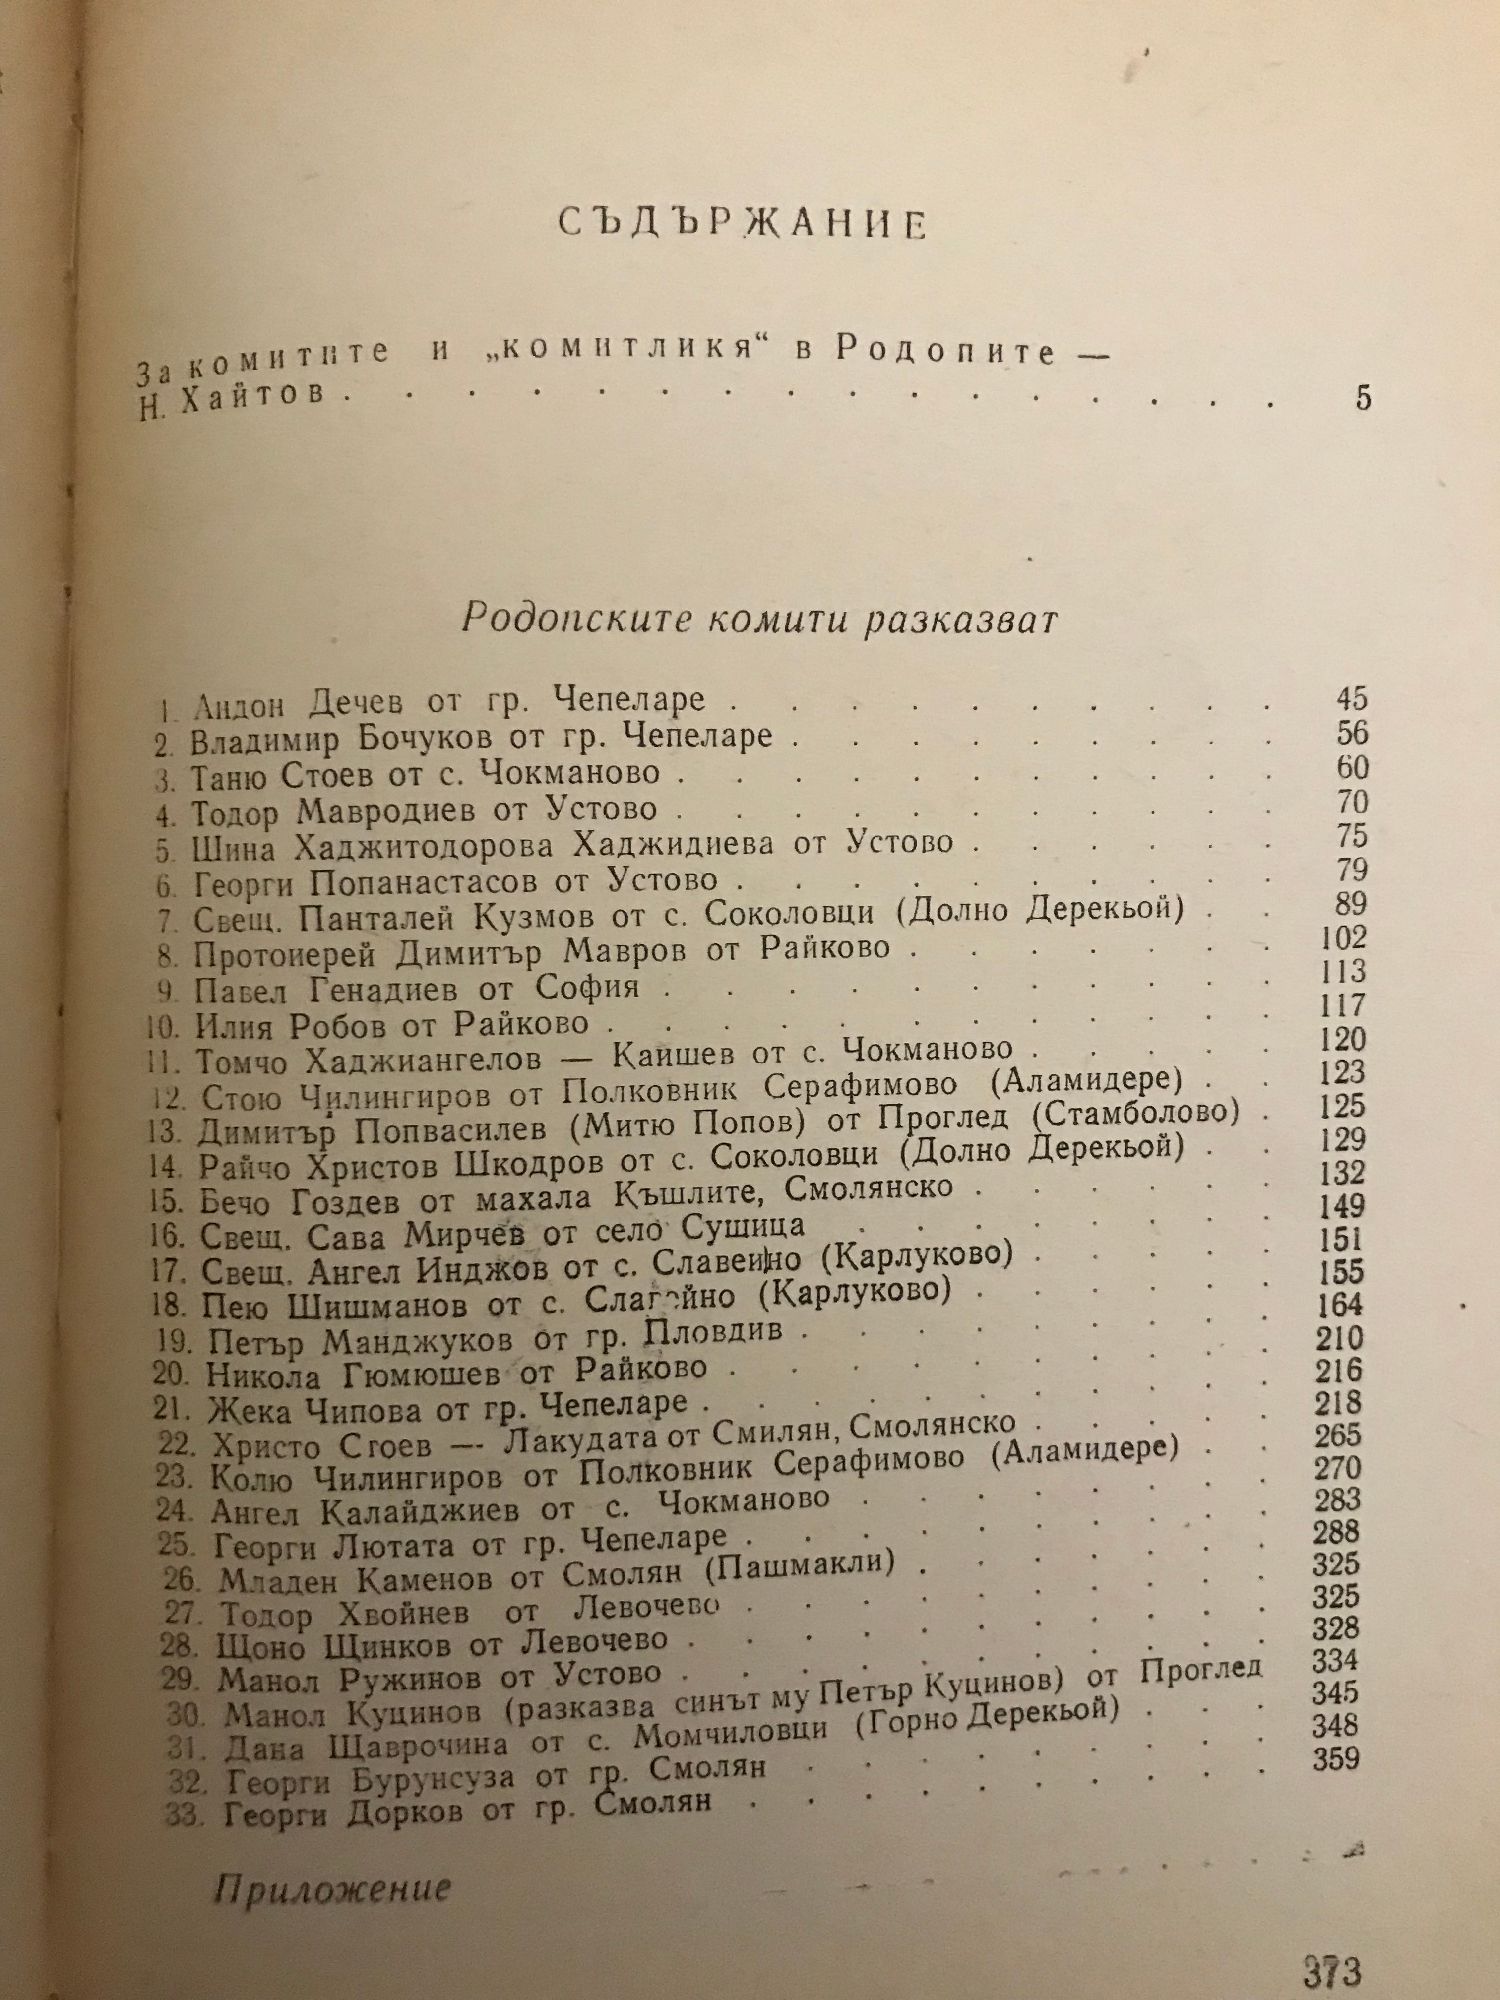 СЪДЪРЖАНИЕ
За комитите и „комитликя“ в Родопите —
Н. Хайтов . . . . . . . . . . . . . . . . 5
Родопските комити разказват
1. Андон Дечев от гр. Чепеларе . . . . . . . . . . 45
2. Владимир Бочуков от гр. Чепеларе . . . . . . . . . 56
3. Таню Стоев от с. Чокманово . . . . . . . . . . . 60
4. Тодор Мавродиев от Устово . . . . . . . . . . . 70
5. Шина Хаджитодорова Хаджидиева от Устово . . . . . . 75
6. Георги Попанастасов от Устово . . . . . . . . . . 79
7. Свещ. Панталей Кузмов от с. Соколовци (Долно Дерекьой) . . 89
8. Протоиерей Димитър Мавров от Райково . . . . . . . 102
9. Павел Генадиев от София . . . . . . . . . . . 113
10. Илия Робов от Райково . . . . . . . . . . . . 117
11. Томчо Хаджиангелов — Каишев от с. Чокманово . . . . . 120
12. Стою Чилингиров от Полковник Серафимово (Аламидере) . . 123
13. Димитър Попвасилев (Митю Попов) от Проглед (Стамболово) . 125
14. Райчо Христов Шкодров от с. Соколовци (Долно Дерекьой) . . 129
15. Бечо Гоздев от махала Къшлите, Смолянско . . . . . . 132
16. Свещ. Сава Мирчев от село Сушица . . . . . . . . 149
17. Свещ. Ангел Инджов от с. Славейно (Карлуково) . . . . . 151
18. Пею Шишманов от с. Славейно (Карлуково) . . . . . . 155
19. Петър Манджуков от гр. Пловдив . . . . . . . . . 164
20. Никола Гюмюшев от Райково . . . . . . . . . . 210
21. Жека Чипова от гр. Чепеларе . . . . . . . . . . 216
22. Христо Стоев — Лакудата от Смилян, Смолянско . . . . . 218
23. Колю Чилингиров от Полковник Серафимово (Аламидере) . . 265
24. Ангел Калайджиев от с. Чокманово . . . . . . . . 270
25. Георги Лютата от гр. Чепеларе . . . . . . . . . . 283
26. Младен Каменов от Смолян (Пашмакли) . . . . . . . 288
27. Тодор Хвойнев от Левочево . . . . . . . . . . 325
28. Щоно Щинков от Левочево . . . . . . . . . . . 325
29. Манол Ружинов от Устово . . . . . . . . . . . 328
30. Манол Куцинов (разказва синът му Петър Куцинов) от Проглед 334
31. Дана Щаврочина от с. Момчиловци (Горно Дерекьой) . . . 345
32. Георги Бурунсуза от гр. Смолян . . . . . . . . . 348
33. Георги Дорков от гр. Смолян . . . . . . . . . . 359
Приложение
373